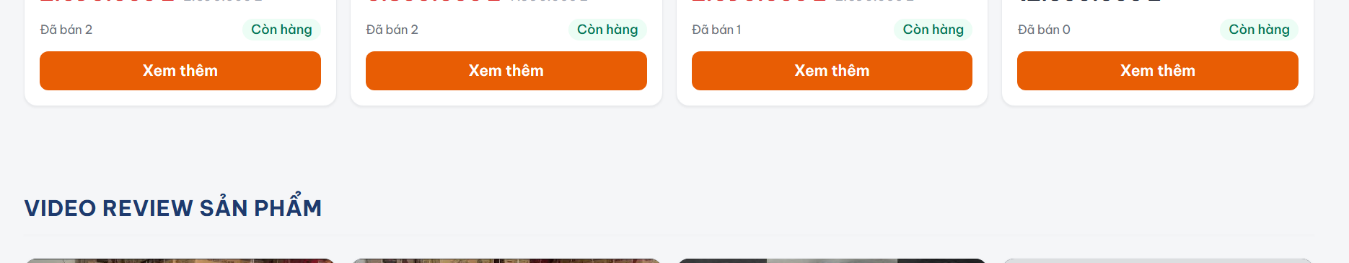 Đã bán 2 Còn hàng Đã bán 2 Còn hàng Đã bán 1 Còn hàng Đã bán 0 Còn hàng
Xem thêm Xem thêm Xem thêm Xem thêm
VIDEO REVIEW SẢN PHẨM